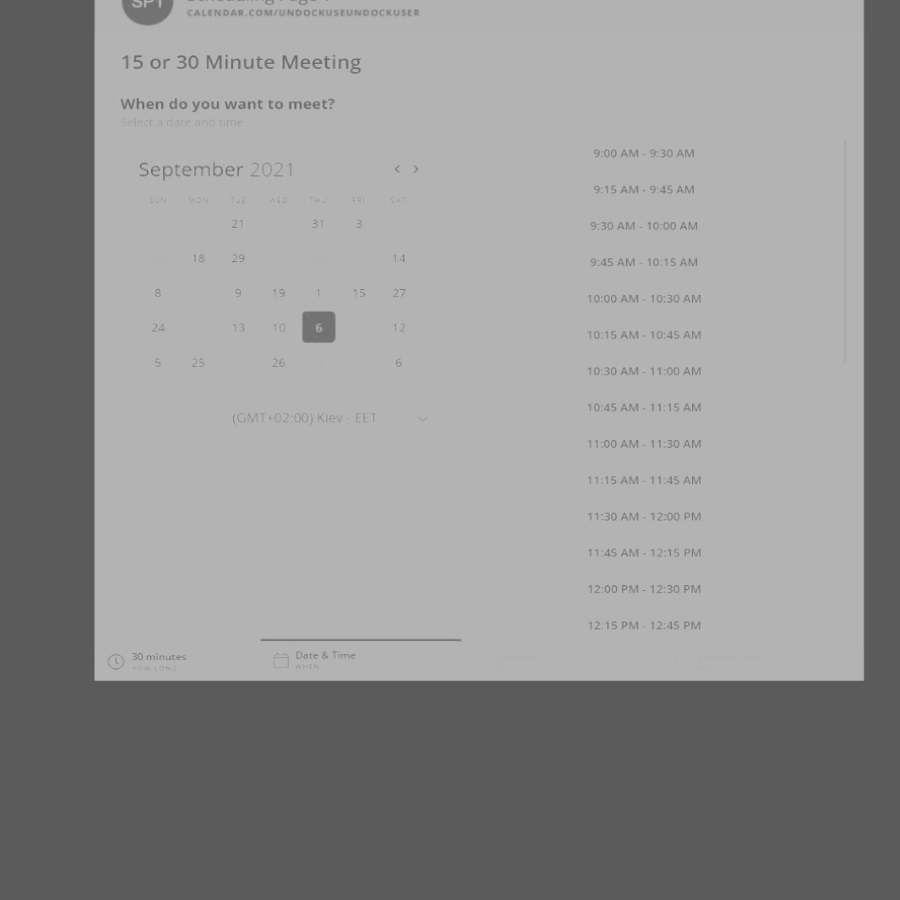 SPT
CALENDAR.COM/UNDOCKUSEUNDOCKUSER
15 or 30 Minute Meeting
When do you want to meet?
Select a date and time
September 2021
SUN MON TUE WED THU FRI SAT
21 31 3
18 29 14
8 9 19 1 15 27
24 13 10 6 12
5 25 26 6
(GMT+02:00) Kiev - EET
9:00 AM - 9:30 AM
9:15 AM - 9:45 AM
9:30 AM - 10:00 AM
9:45 AM - 10:15 AM
10:00 AM - 10:30 AM
10:15 AM - 10:45 AM
10:30 AM - 11:00 AM
10:45 AM - 11:15 AM
11:00 AM - 11:30 AM
11:15 AM - 11:45 AM
11:30 AM - 12:00 PM
11:45 AM - 12:15 PM
12:00 PM - 12:30 PM
12:15 PM - 12:45 PM
30 minutes
HOW LONG
Date & Time
WHEN